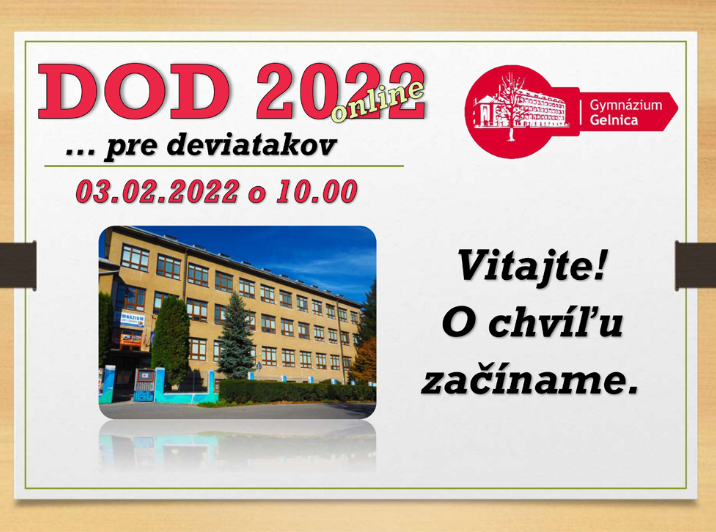 DOD 2022
online
... pre deviatakov
03.02.2022 o 10.00
Gymnázium
Gelnica
Vitajte!
O chvíľu
začíname.